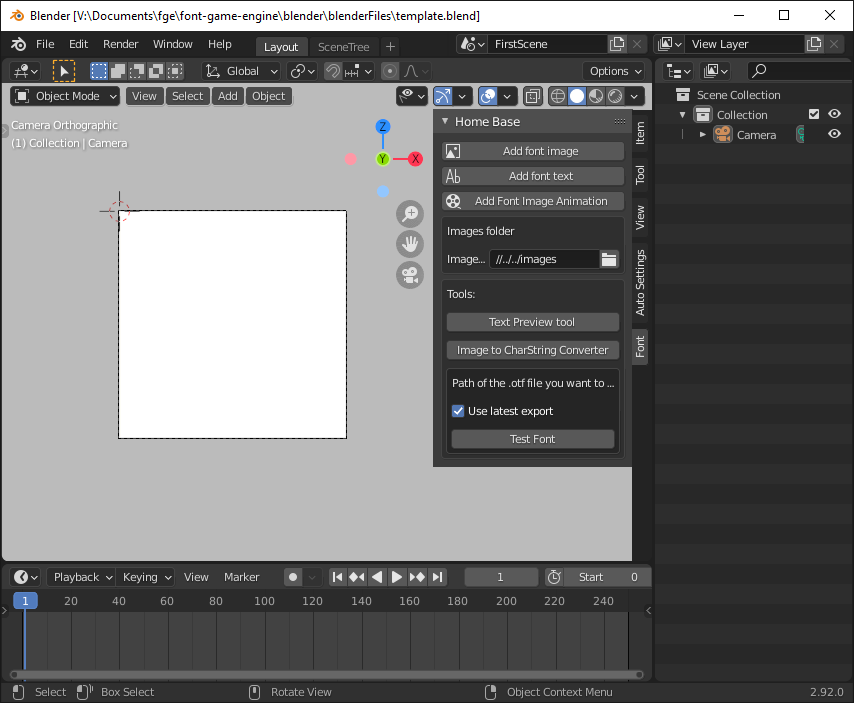 Blender [V:\Documents\fge\font-game-engine\blender\blenderFiles\template.blend]
File Edit Render Window Help Layout SceneTree + FirstScene View Layer
Global Options
Object Mode View Select Add Object
Camera Orthographic
(1) Collection | Camera
Z
Y X
Home Base
Add font image
Add font text
Add Font Image Animation
Images folder
Image... //../../images
Tools:
Text Preview tool
Image to CharString Converter
Path of the .otf file you want to ...
Use latest export
Test Font
Item
Tool
View
Auto Settings
Font
Scene Collection
Collection
Camera
Playback Keying View Marker 1 Start 0
1 20 40 60 80 100 120 140 160 180 200 220 240
Select Box Select Rotate View Object Context Menu 2.92.0